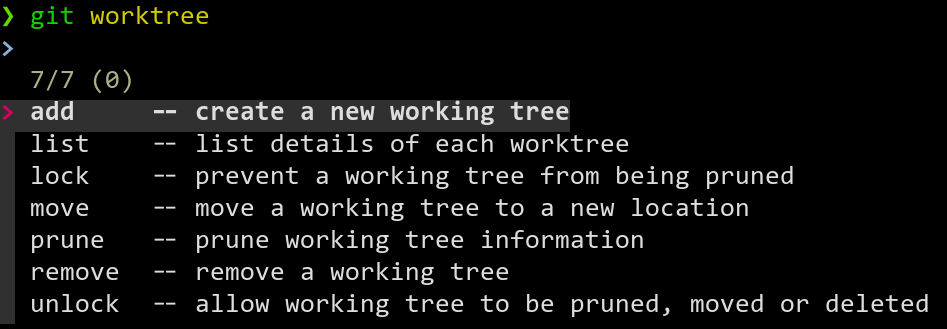 ❯ git worktree
>
7/7 (0)
> add -- create a new working tree
list -- list details of each worktree
lock -- prevent a working tree from being pruned
move -- move a working tree to a new location
prune -- prune working tree information
remove -- remove a working tree
unlock -- allow working tree to be pruned, moved or deleted